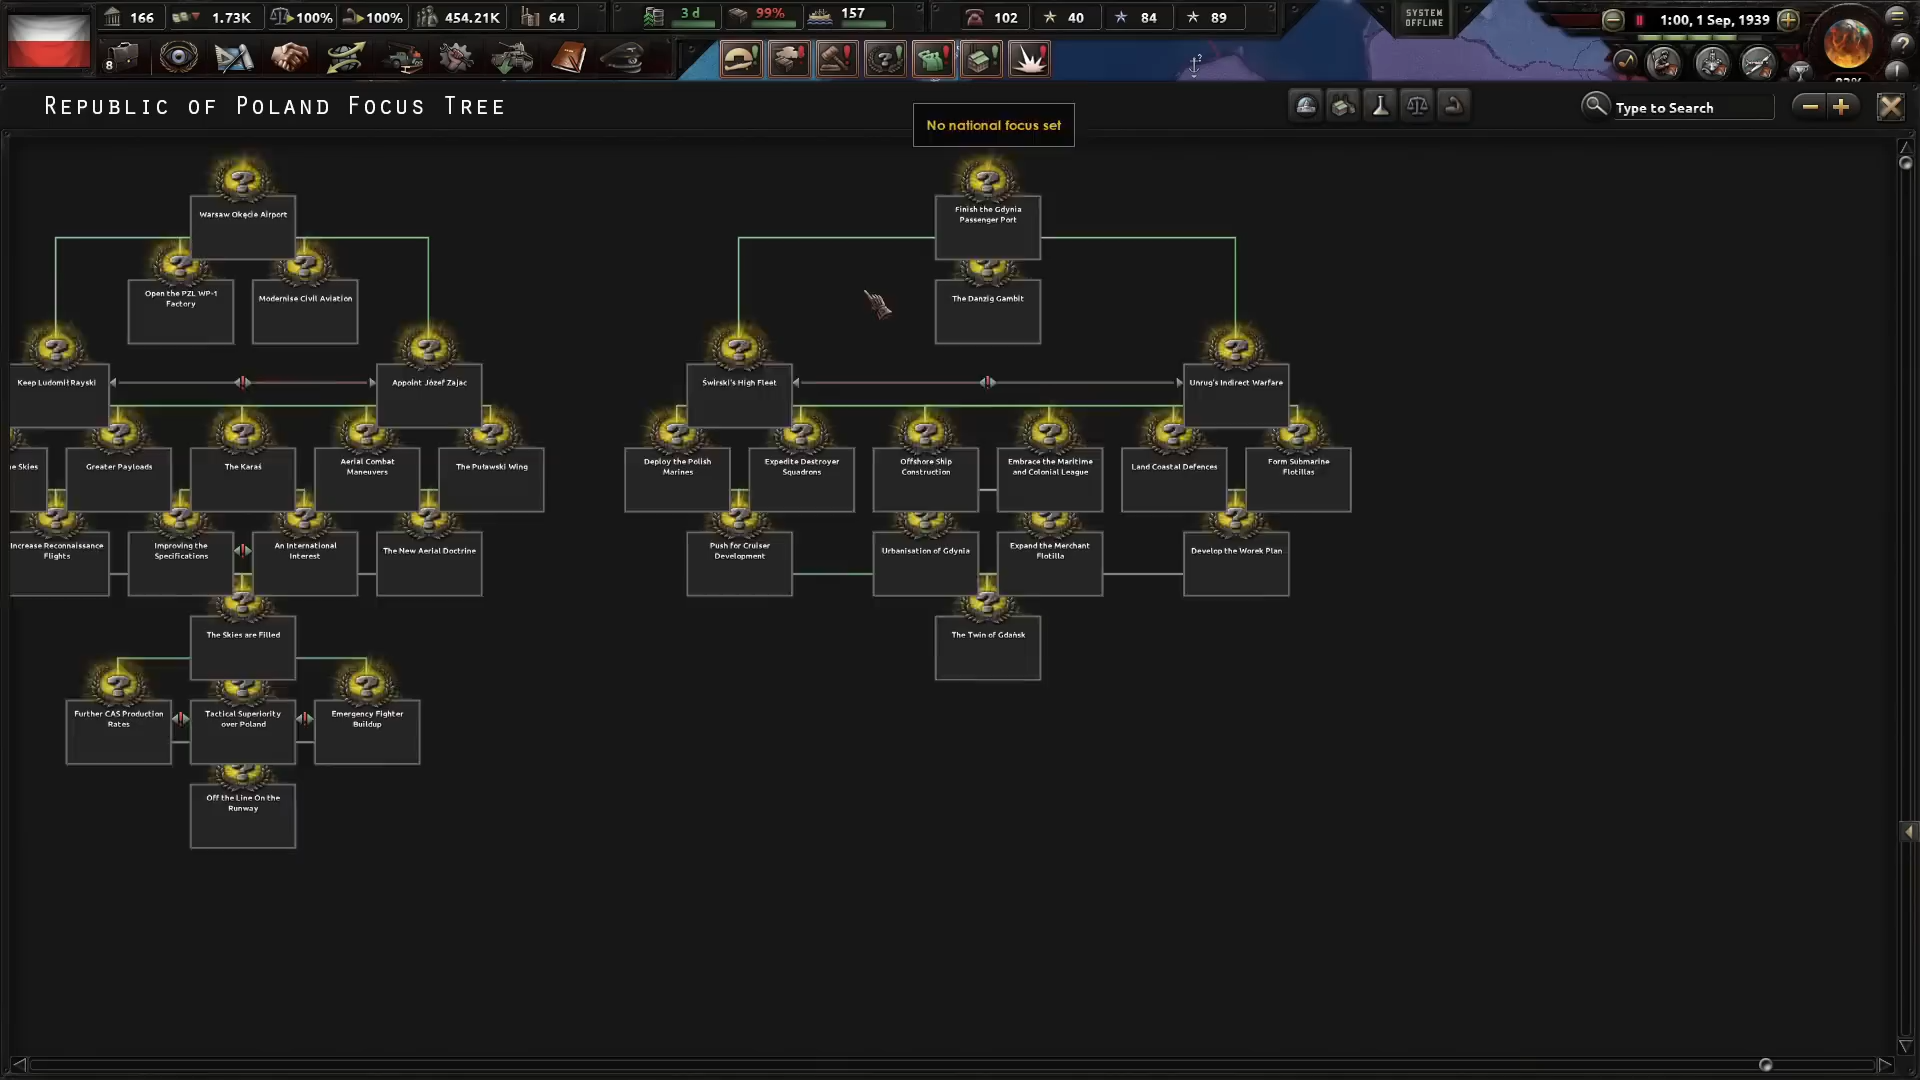 166
1.73K
100%
100%
454.21K
64
3 d
99%
157
102
40
84
89
SYSTEM
OFFLINE
1:00, 1 Sep, 1939
8
2
Republic of Poland Focus Tree
No national focus set
Type to Search
Warsaw Okęcie Airport
Finish the Gdynia
Passenger Port
Open the PZL WP-1
Factory
Modernise Civil Aviation
The Danzig Gambit
Keep Ludomił Rayski
Appoint Józef Zając
Świrski's High Fleet
Unrug's Indirect Warfare
e Skies
Greater Payloads
The Karaś
Aerial Combat
Maneuvers
The Puławski Wing
Deploy the Polish
Marines
Expedite Destroyer
Squadrons
Offshore Ship
Construction
Embrace the Maritime
and Colonial League
Land Coastal Defences
Form Submarine
Flotillas
Increase Reconnaissance
Flights
Improving the
Specifications
An International
Interest
The New Aerial Doctrine
Push for Cruiser
Development
Urbanisation of Gdynia
Expand the Merchant
Flotilla
Develop the Worek Plan
The Skies are Filled
The Twin of Gdańsk
Further CAS Production
Rates
Tactical Superiority
over Poland
Emergency Fighter
Buildup
Off the Line On the
Runway